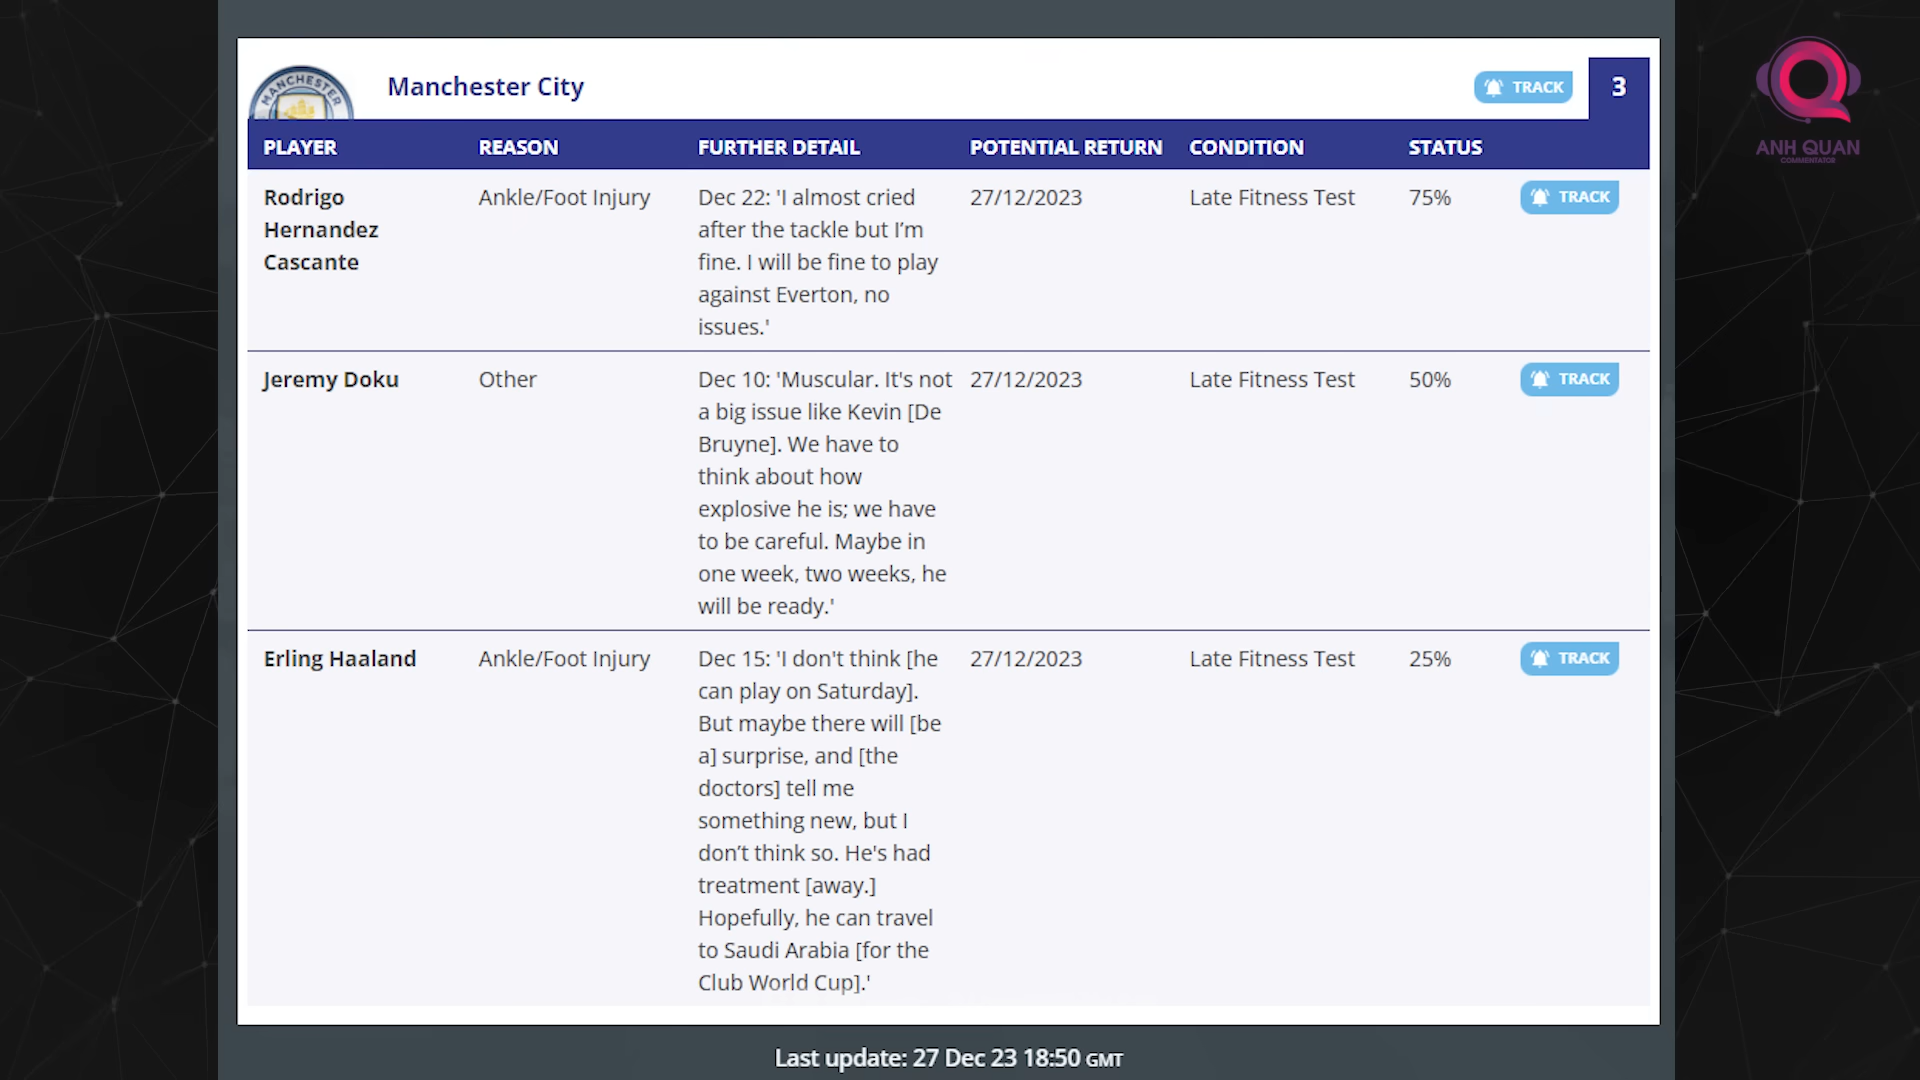 MANCHESTER
Manchester City
TRACK
3
PLAYER REASON FURTHER DETAIL POTENTIAL RETURN CONDITION STATUS
Rodrigo
Hernandez
Cascante
Ankle/Foot Injury
Dec 22: 'I almost cried
after the tackle but I’m
fine. I will be fine to play
against Everton, no
issues.'
27/12/2023
Late Fitness Test
75%
TRACK
Jeremy Doku
Other
Dec 10: 'Muscular. It's not
a big issue like Kevin [De
Bruyne]. We have to
think about how
explosive he is; we have
to be careful. Maybe in
one week, two weeks, he
will be ready.'
27/12/2023
Late Fitness Test
50%
TRACK
Erling Haaland
Ankle/Foot Injury
Dec 15: 'I don't think [he
can play on Saturday].
But maybe there will [be
a] surprise, and [the
doctors] tell me
something new, but I
don’t think so. He's had
treatment [away.]
Hopefully, he can travel
to Saudi Arabia [for the
Club World Cup].'
27/12/2023
Late Fitness Test
25%
TRACK
Last update: 27 Dec 23 18:50 GMT
ANH QUAN
COMMENTATOR